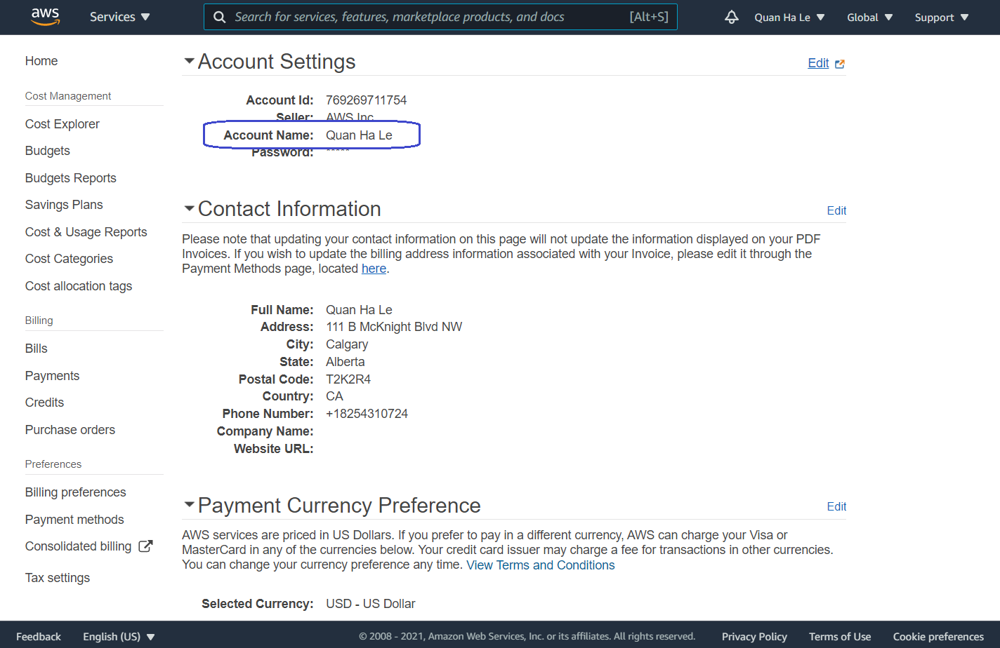 aws Services Search for services, features, marketplace products, and docs [Alt+S] Quan Ha Le Global Support
Home
Cost Management
Cost Explorer
Budgets
Budgets Reports
Savings Plans
Cost & Usage Reports
Cost Categories
Cost allocation tags
Billing
Bills
Payments
Credits
Purchase orders
Preferences
Billing preferences
Payment methods
Consolidated billing
Tax settings
Account Settings Edit
Account Id: 769269711754
Seller: AWS Inc
Account Name: Quan Ha Le
Password: *****
Contact Information Edit
Please note that updating your contact information on this page will not update the information displayed on your PDF
Invoices. If you wish to update the billing address information associated with your Invoice, please edit it through the
Payment Methods page, located here.
Full Name: Quan Ha Le
Address: 111 B McKnight Blvd NW
City: Calgary
State: Alberta
Postal Code: T2K2R4
Country: CA
Phone Number: +18254310724
Company Name:
Website URL:
Payment Currency Preference Edit
AWS services are priced in US Dollars. If you prefer to pay in a different currency, AWS can charge your Visa or
MasterCard in any of the currencies below. Your credit card issuer may charge a fee for transactions in other currencies.
You can change your currency preference any time. View Terms and Conditions
Selected Currency: USD - US Dollar
Feedback English (US) © 2008 - 2021, Amazon Web Services, Inc. or its affiliates. All rights reserved. Privacy Policy Terms of Use Cookie preferences